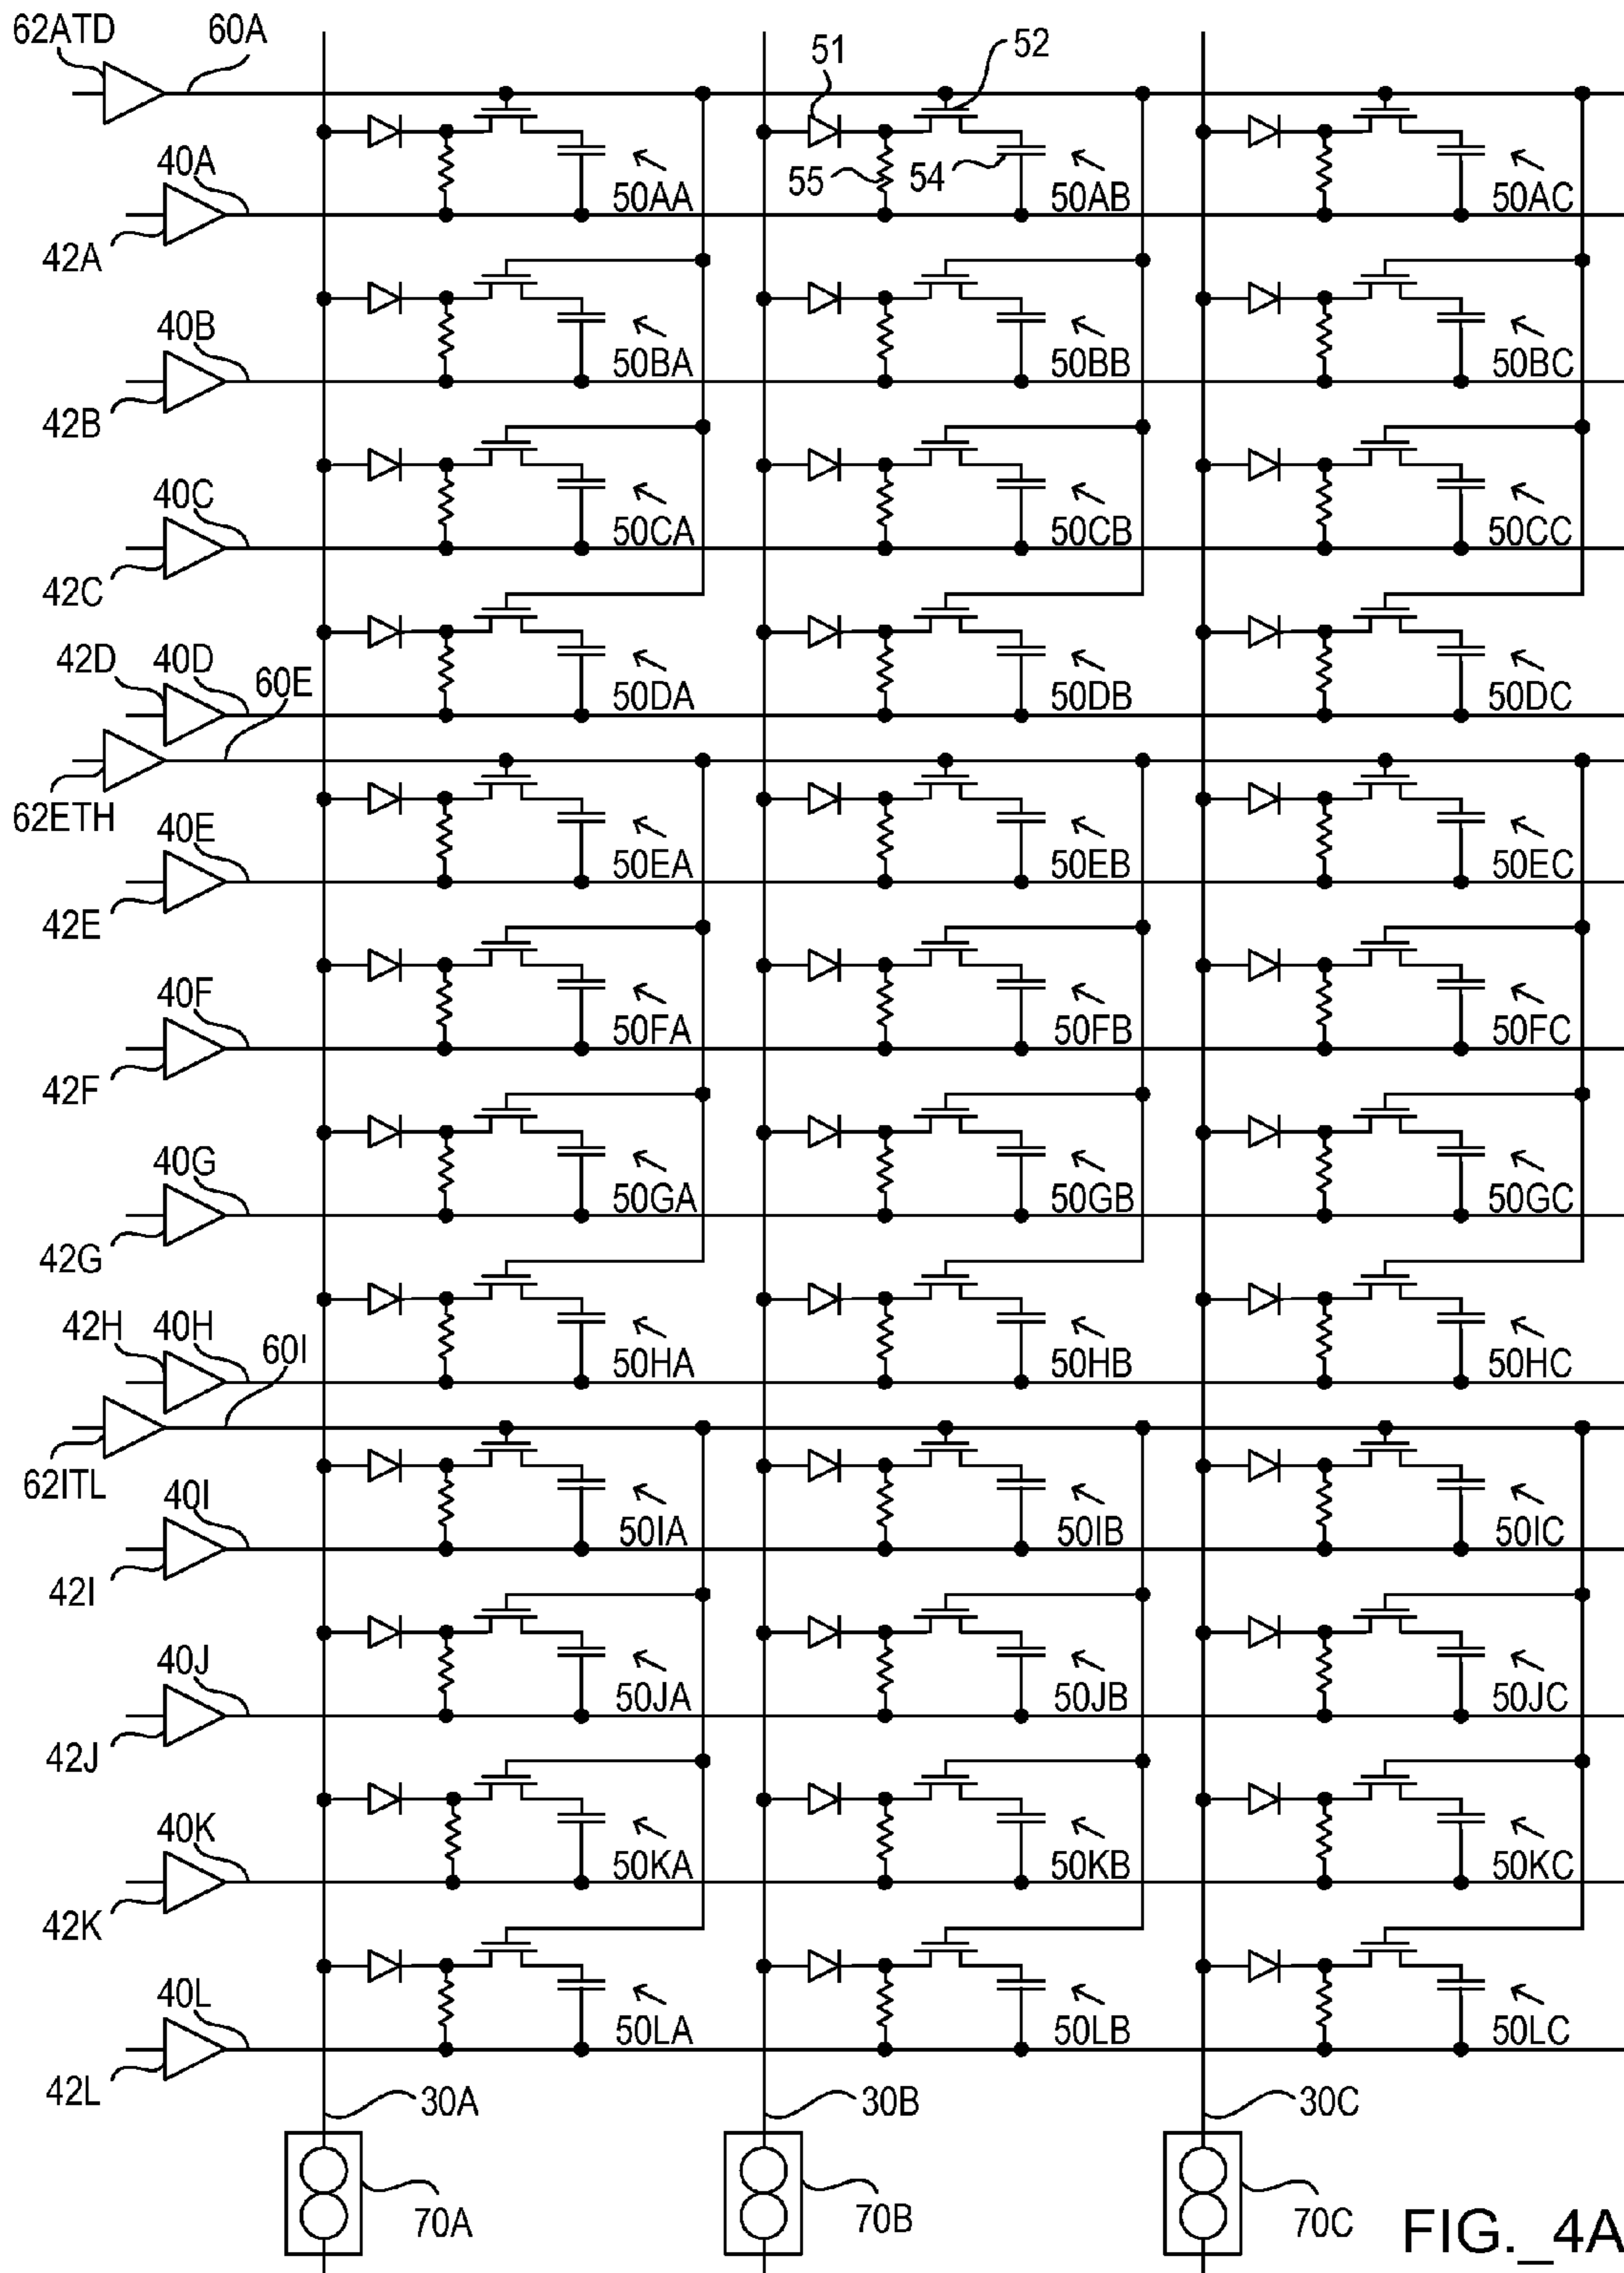 62ATD 60A 51 52
40A 55 54
50AA 50AB 50AC
42A
40B
50BA 50BB 50BC
42B
40C
50CA 50CB 50CC
42C
42D 40D 60E
50DA 50DB 50DC
62ETH
40E
50EA 50EB 50EC
42E
40F
50FA 50FB 50FC
42F
40G
50GA 50GB 50GC
42G
42H 40H 60I
50HA 50HB 50HC
62ITL
40I
50IA 50IB 50IC
42I
40J
50JA 50JB 50JC
42J
40K
50KA 50KB 50KC
42K
40L
50LA 50LB 50LC
42L
30A 30B 30C
70A 70B 70C
FIG._4A